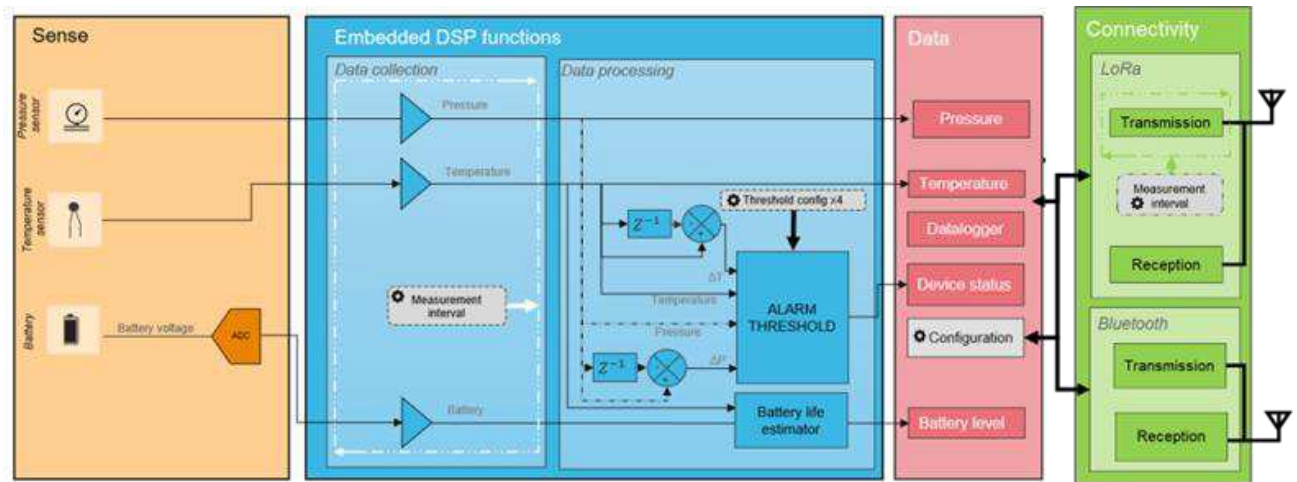 Sense
Pressure
sensor
Temperature
sensor
Battery
Battery voltage
ADC
Embedded DSP functions
Data collection
Pressure
Temperature
Measurement
interval
Battery
Data processing
Threshold config x4
Z⁻¹
ΔT
Temperature
ALARM
THRESHOLD
Pressure
Z⁻¹
ΔP
Battery life
estimator
Data
Pressure
Temperature
Datalogger
Device status
Configuration
Battery level
Connectivity
LoRa
Transmission
Measurement
interval
Reception
Bluetooth
Transmission
Reception